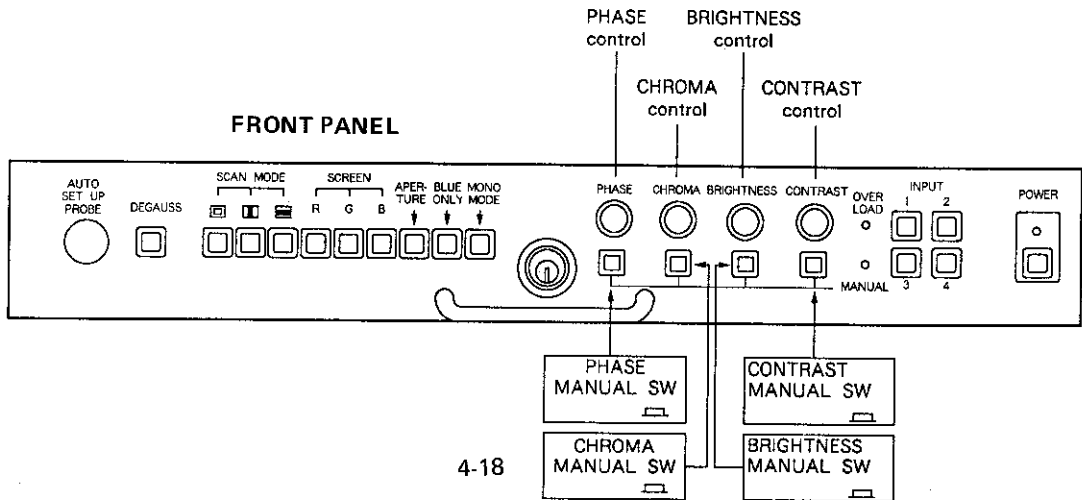 PHASE
control
BRIGHTNESS
control
CHROMA
control
CONTRAST
control
FRONT PANEL
AUTO
SET UP
PROBE
DEGAUSS
SCAN MODE
SCREEN
R G B
APER-
TURE
BLUE
ONLY
MONO
MODE
PHASE CHROMA BRIGHTNESS CONTRAST
OVER
LOAD
MANUAL
INPUT
1 2
3 4
POWER
PHASE
MANUAL SW
CONTRAST
MANUAL SW
CHROMA
MANUAL SW
BRIGHTNESS
MANUAL SW
4-18